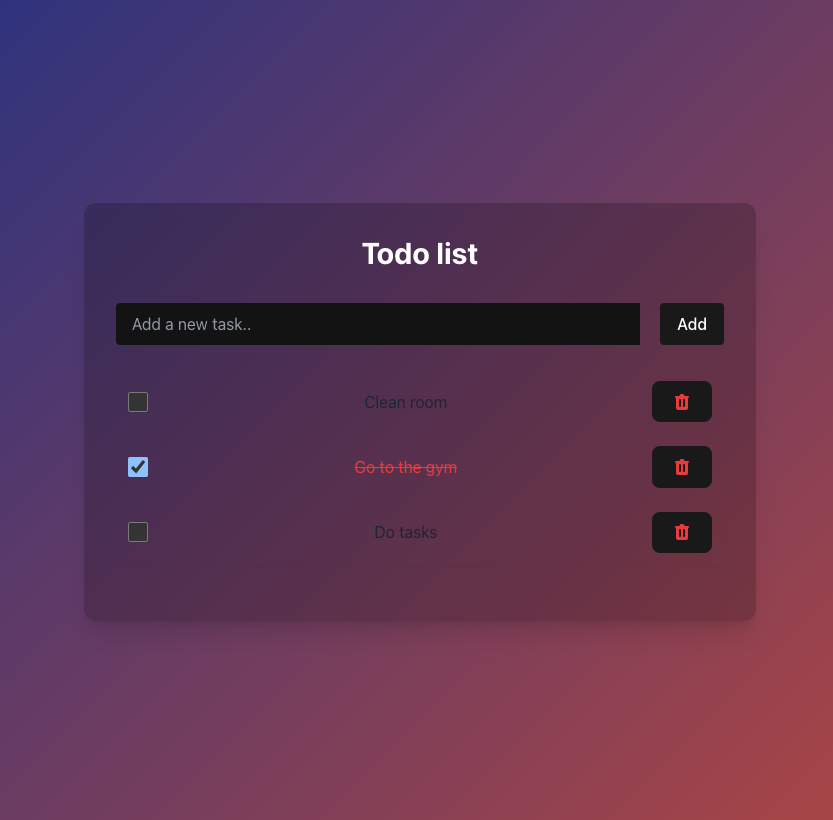 Todo list
Add a new task.. Add
Clean room
Go to the gym
Do tasks